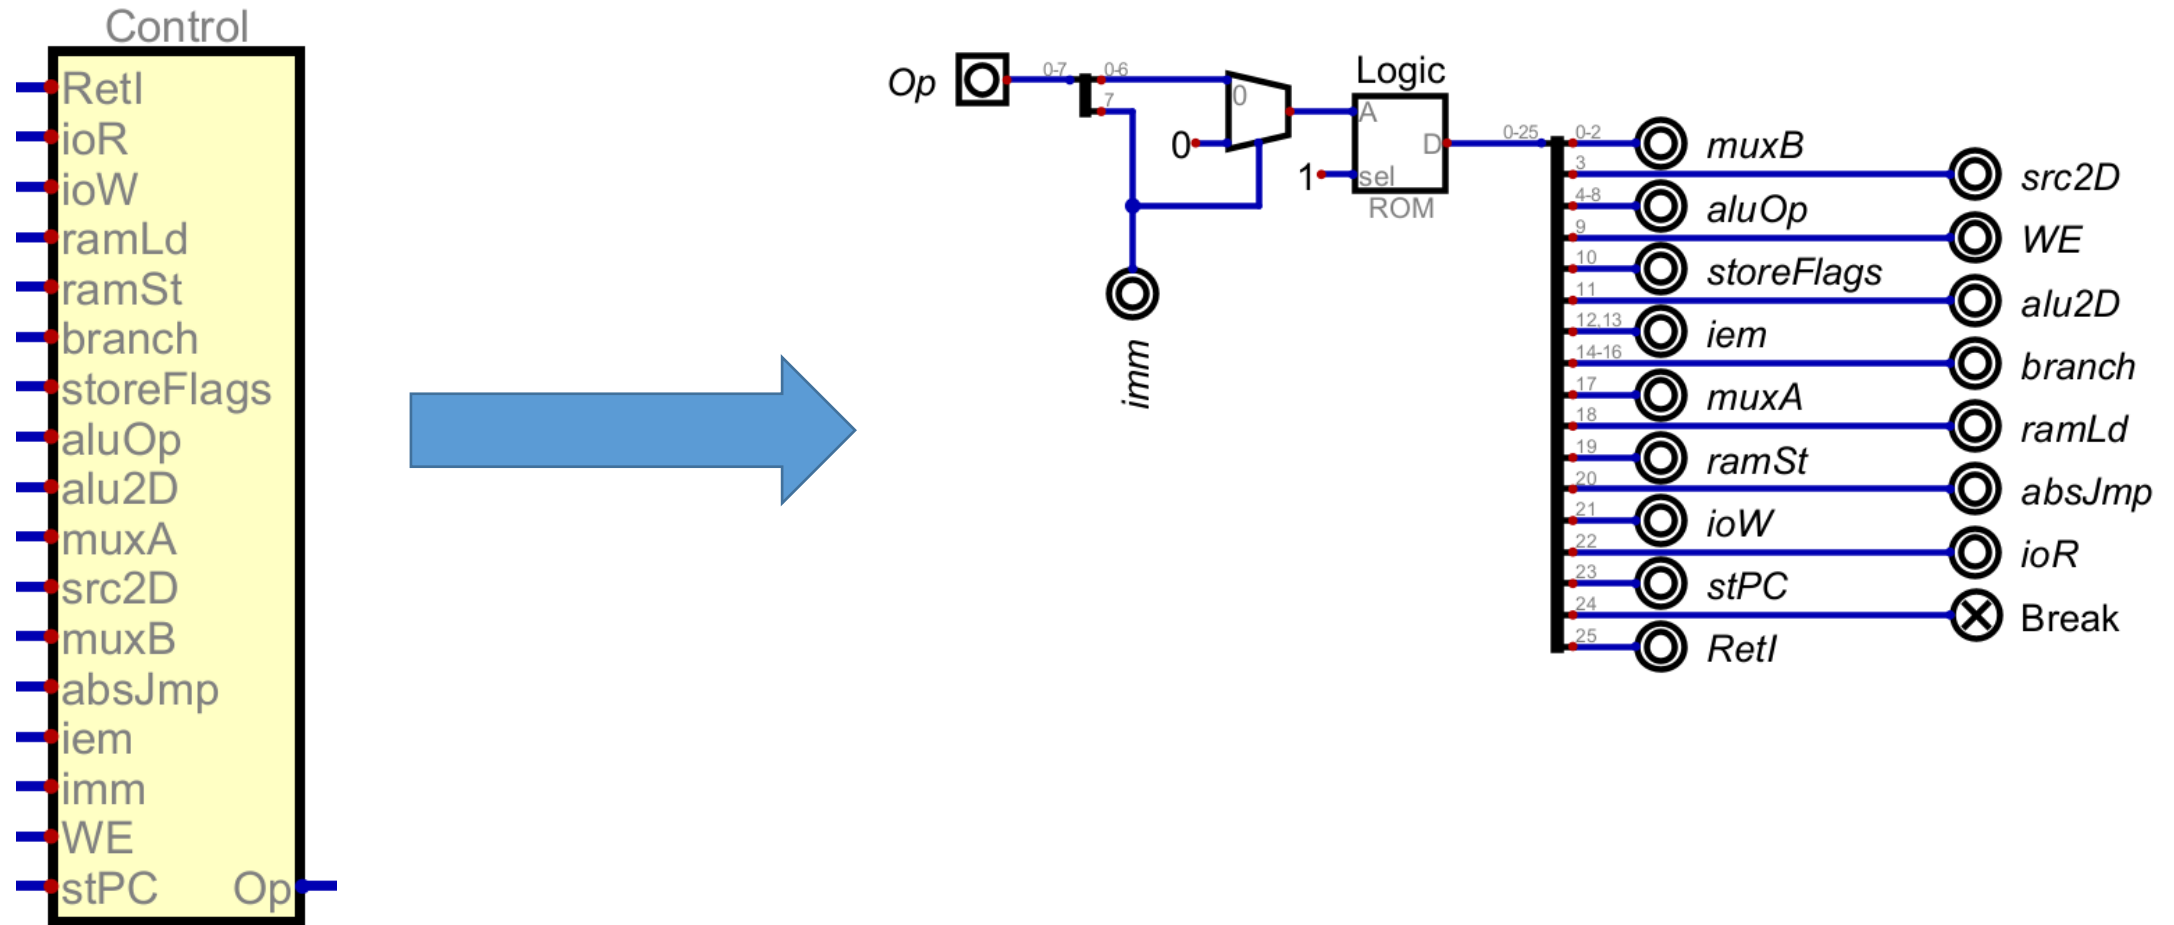 Control
RetI
ioR
ioW
ramLd
ramSt
branch
storeFlags
aluOp
alu2D
muxA
src2D
muxB
absJmp
iem
imm
WE
stPC Op
Op
0-7
0-6
7
0
0
imm
Logic
A
D
1
sel
ROM
0-25
0-2 muxB
3 src2D
4-8 aluOp
9 WE
10 storeFlags
11 alu2D
12,13 iem
14-16 branch
17 muxA
18 ramLd
19 ramSt
20 absJmp
21 ioW
22 ioR
23 stPC
24 Break
25 RetI